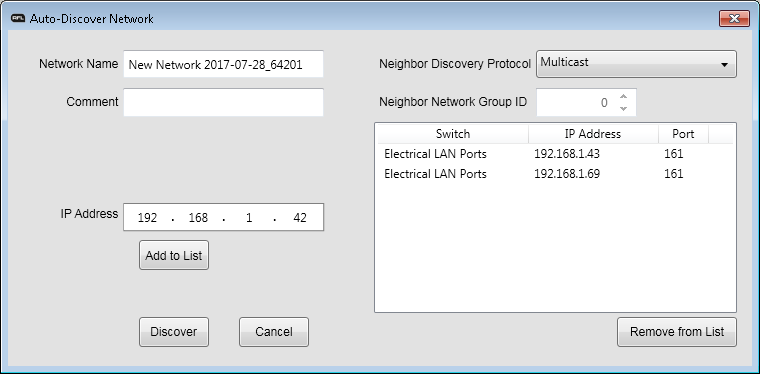 AFL Auto-Discover Network
Network Name New Network 2017-07-28_64201
Neighbor Discovery Protocol Multicast
Comment
Neighbor Network Group ID 0
Switch IP Address Port
Electrical LAN Ports 192.168.1.43 161
Electrical LAN Ports 192.168.1.69 161
IP Address 192 . 168 . 1 . 42
Add to List
Discover Cancel
Remove from List